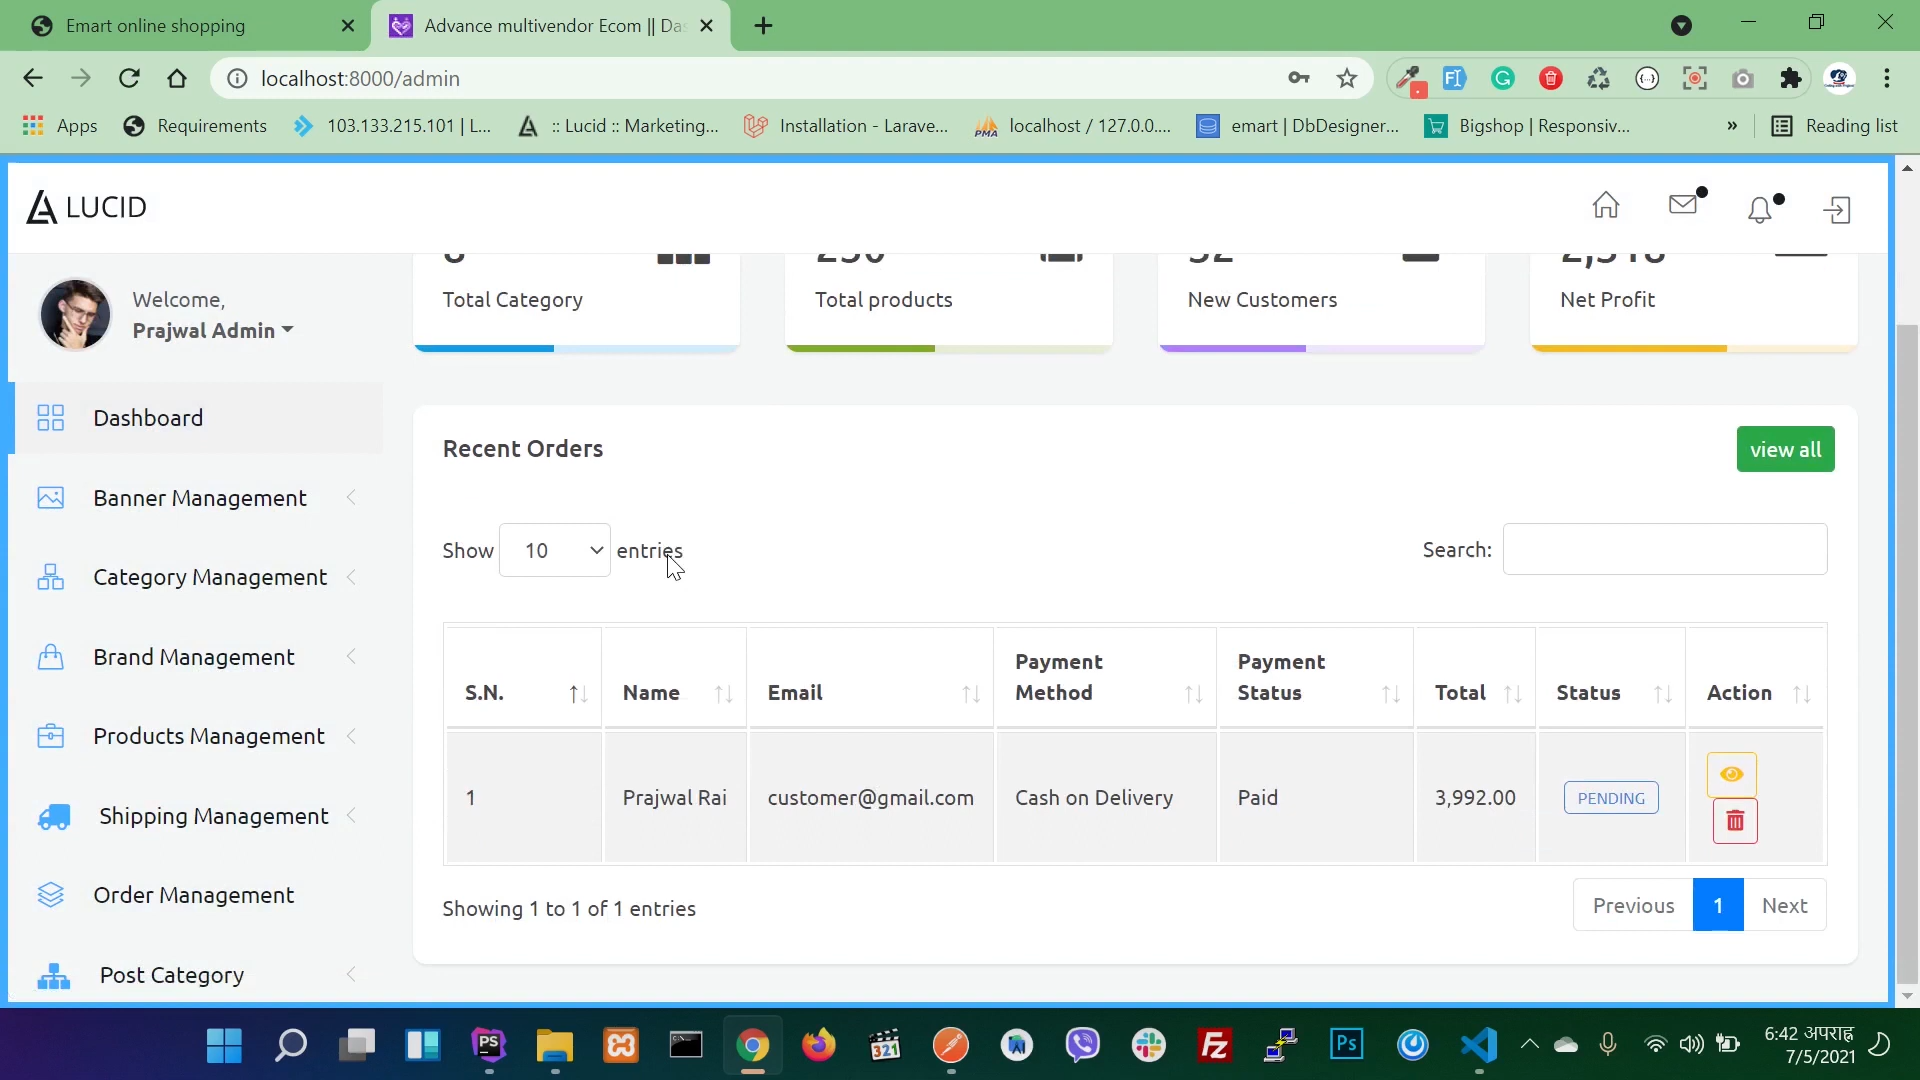 Emart online shopping
Advance multivendor Ecom || Das
localhost:8000/admin
Apps
Requirements
103.133.215.101 | L...
:: Lucid :: Marketing...
Installation - Larave...
localhost / 127.0.0....
emart | DbDesigner...
Bigshop | Responsiv...
»
Reading list
LUCID
Welcome,
Prajwal Admin
Total Category
Total products
New Customers
Net Profit
Dashboard
Banner Management
Category Management
Brand Management
Products Management
Shipping Management
Order Management
Post Category
Recent Orders
view all
Show 10 entries
Search:
S.N.
Name
Email
Payment Method
Payment Status
Total
Status
Action
1
Prajwal Rai
customer@gmail.com
Cash on Delivery
Paid
3,992.00
PENDING
Showing 1 to 1 of 1 entries
Previous
1
Next
6:42 अपराह्न
7/5/2021